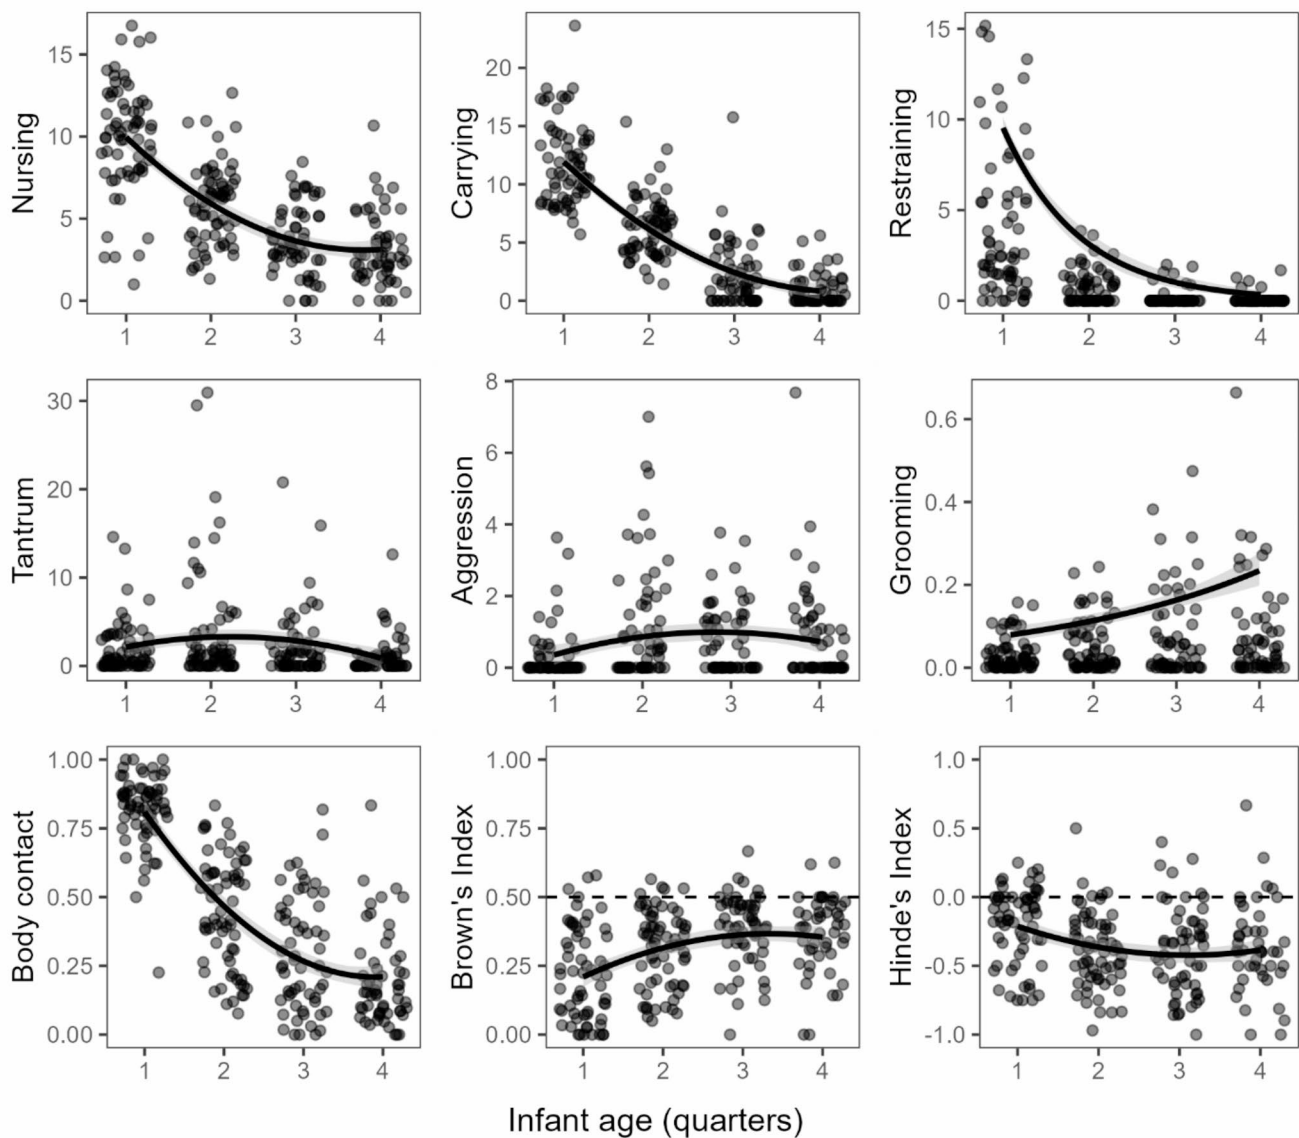 Nursing
15
10
5
0
1 2 3 4
Carrying
20
15
10
5
0
1 2 3 4
Restraining
15
10
5
0
1 2 3 4
Tantrum
30
20
10
0
1 2 3 4
Aggression
8
6
4
2
0
1 2 3 4
Grooming
0.6
0.4
0.2
0.0
1 2 3 4
Body contact
1.00
0.75
0.50
0.25
0.00
1 2 3 4
Brown's Index
1.00
0.75
0.50
0.25
0.00
1 2 3 4
Hinde's Index
1.0
0.5
0.0
-0.5
-1.0
1 2 3 4
Infant age (quarters)